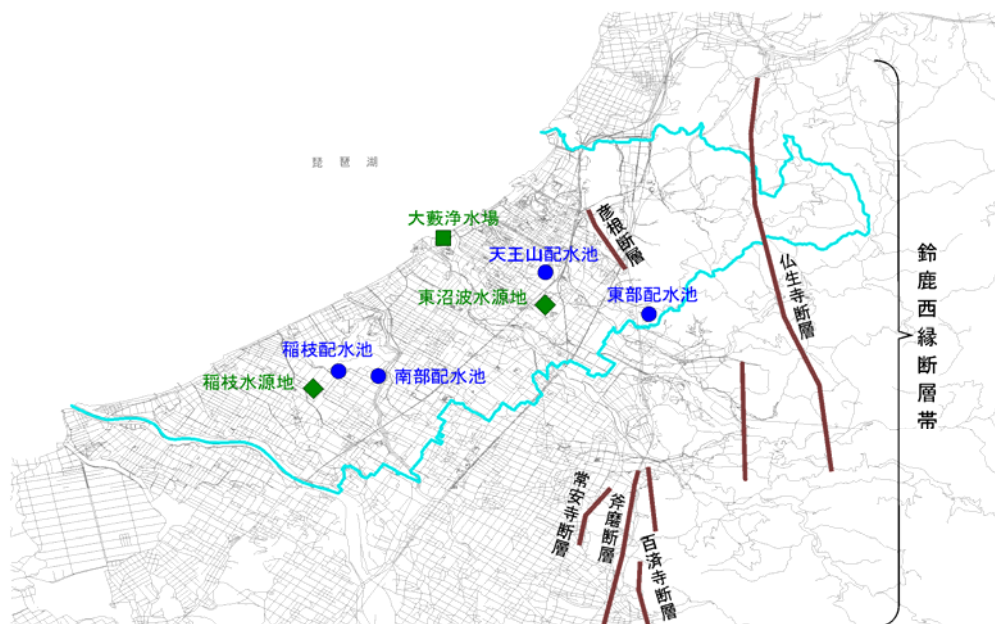 琵琶湖
大藪浄水場
彦根断層
天王山配水池
東沼波水源地
東部配水池
仏生寺断層
鈴鹿西縁断層帯
稲枝配水池
稲枝水源地
南部配水池
常安寺断層
斧磨断層
百済寺断層